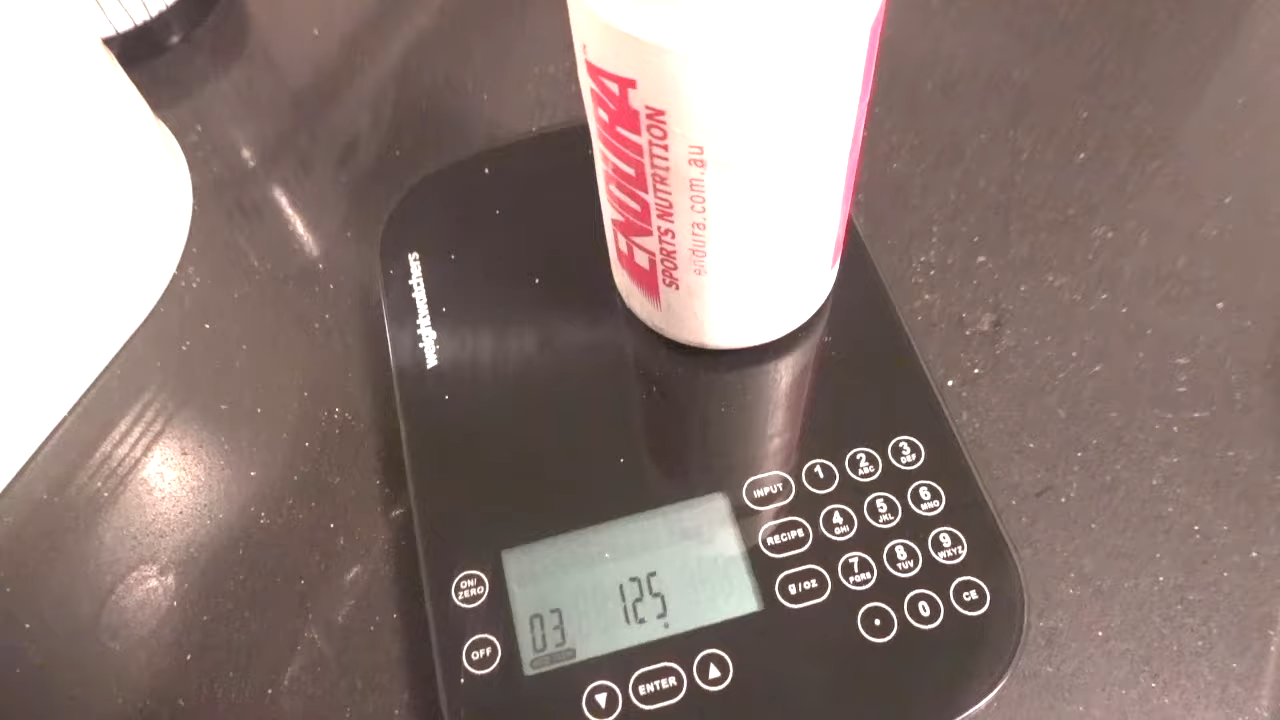 ENDURA
SPORTS NUTRITION
endura.com.au
weightwatchers
INPUT 1 2 ABC 3 DEF
RECIPE 4 GHI 5 JKL 6 MNO
g/oz 7 PQRS 8 TUV 9 WXYZ
. 0 CE
ON/
ZERO
OFF
03 125
ENTER